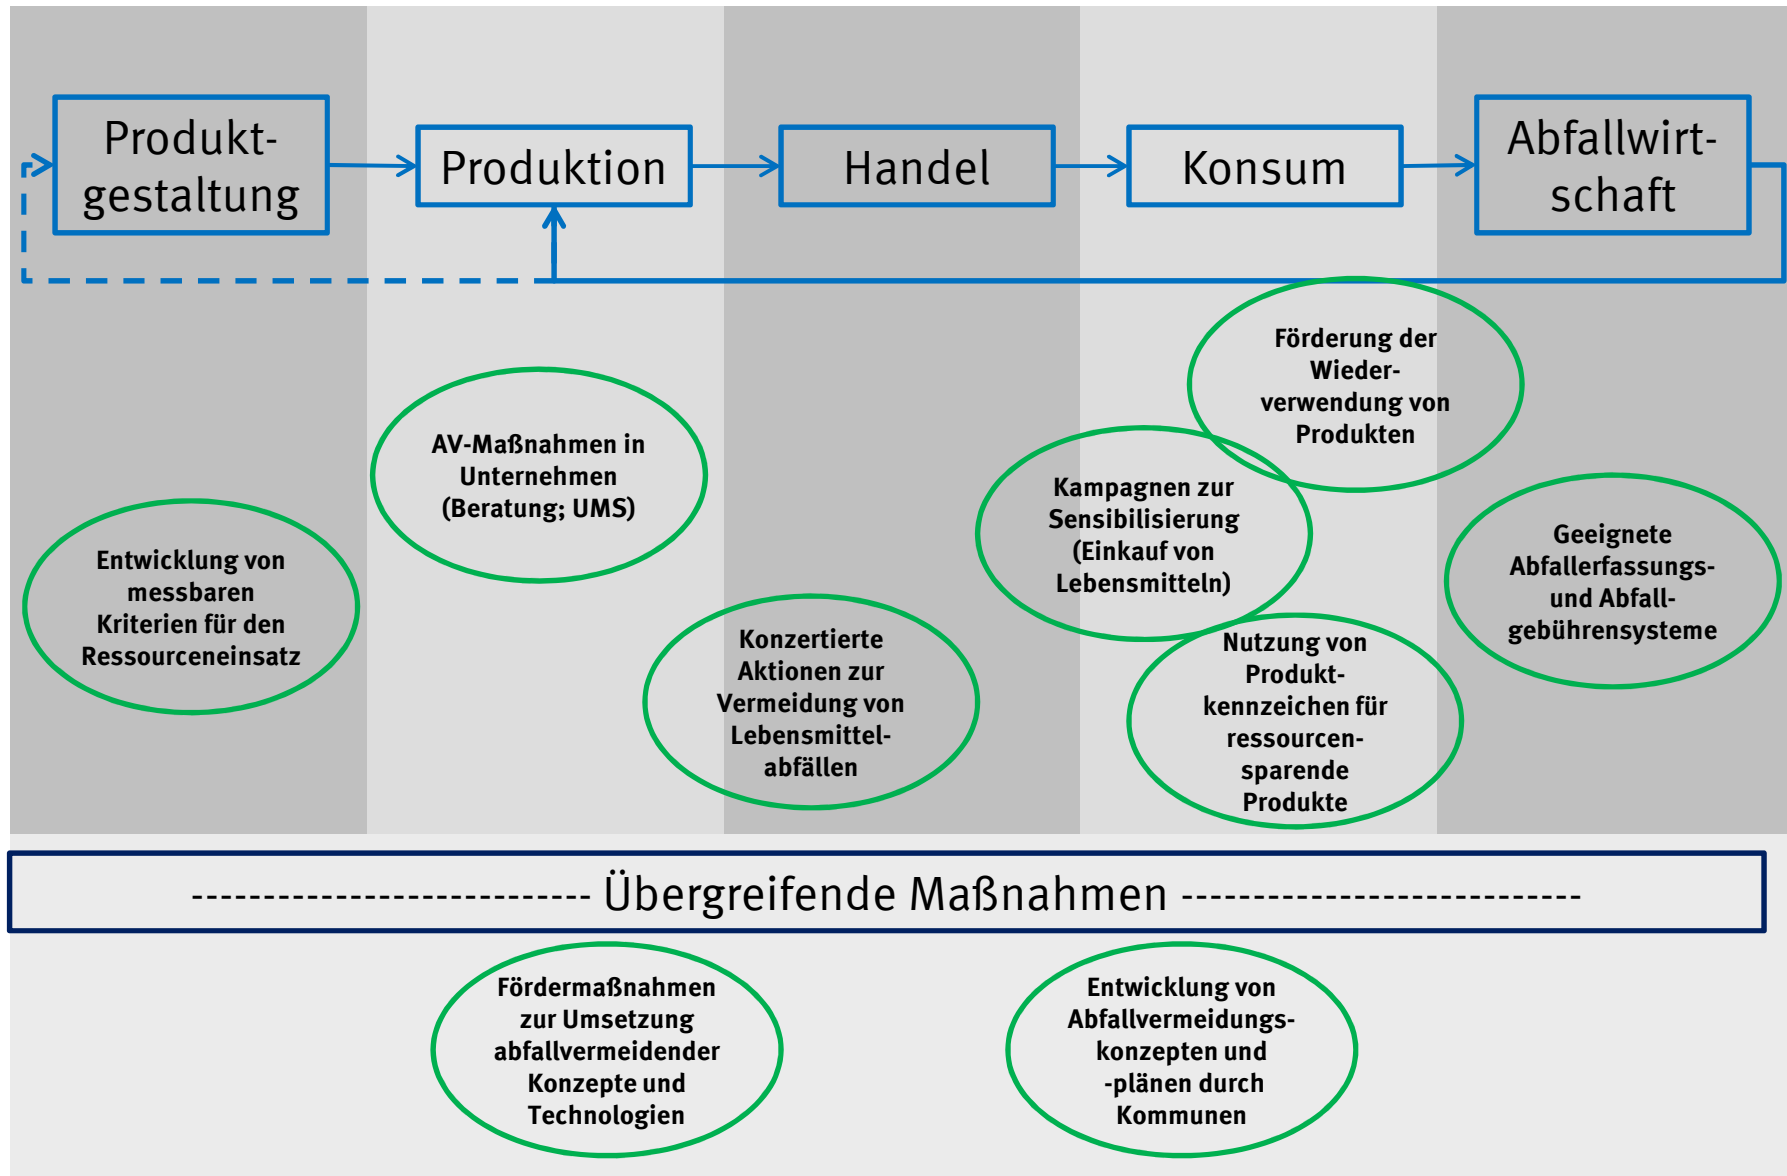 Produkt-
gestaltung
Produktion
Handel
Konsum
Abfallwirt-
schaft
Förderung der
Wieder-
verwendung von
Produkten
AV-Maßnahmen in
Unternehmen
(Beratung; UMS)
Kampagnen zur
Sensibilisierung
(Einkauf von
Lebensmitteln)
Entwicklung von
messbaren
Kriterien für den
Ressourceneinsatz
Geeignete
Abfallerfassungs-
und Abfall-
gebührensysteme
Konzertierte
Aktionen zur
Vermeidung von
Lebensmittel-
abfällen
Nutzung von
Produkt-
kennzeichen für
ressourcen-
sparende
Produkte
---------------------------- Übergreifende Maßnahmen ----------------------------
Fördermaßnahmen
zur Umsetzung
abfallvermeidender
Konzepte und
Technologien
Entwicklung von
Abfallvermeidungs-
konzepten und
-plänen durch
Kommunen